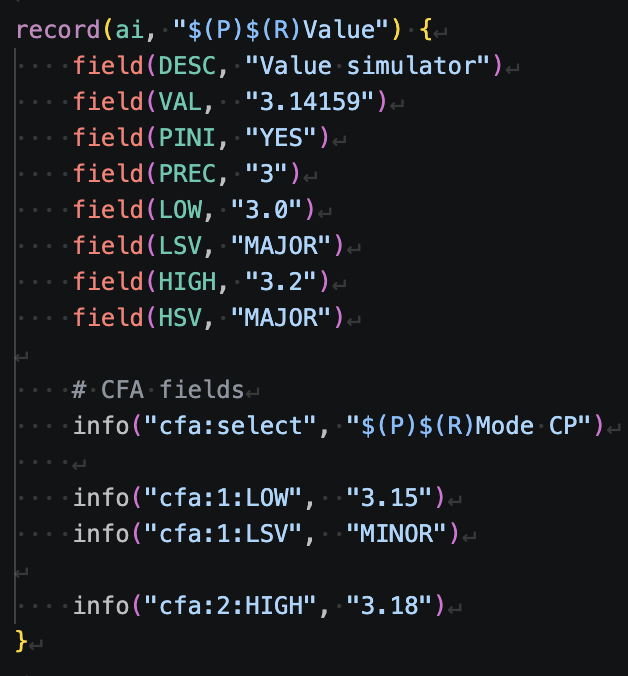 record(ai, "$(P)$(R)Value") {
    field(DESC, "Value simulator")
    field(VAL,  "3.14159")
    field(PINI, "YES")
    field(PREC, "3")
    field(LOW, "3.0")
    field(LSV, "MAJOR")
    field(HIGH, "3.2")
    field(HSV, "MAJOR")

    # CFA fields
    info("cfa:select", "$(P)$(R)Mode CP")
    
    info("cfa:1:LOW",  "3.15")
    info("cfa:1:LSV",  "MINOR")

    info("cfa:2:HIGH", "3.18")
}